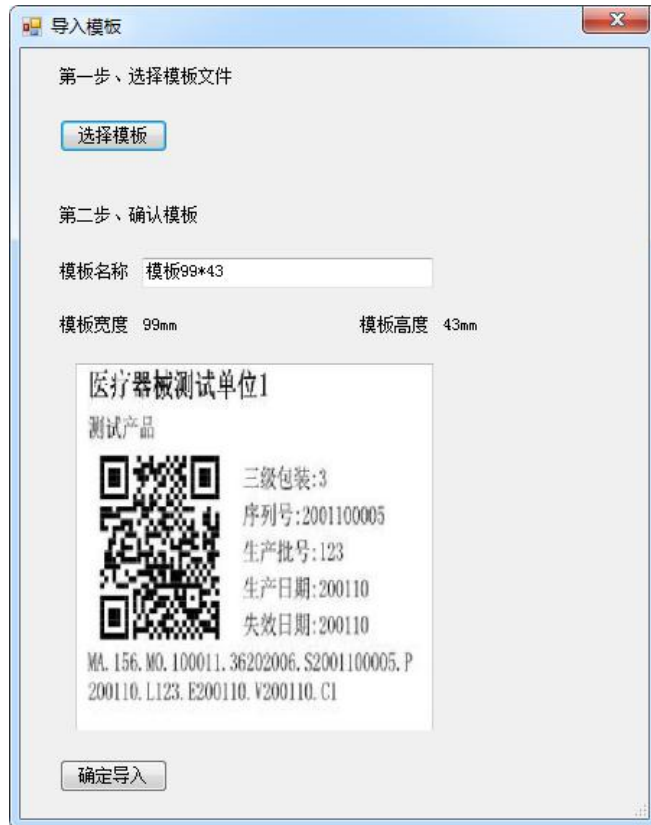 导入模板
第一步、选择模板文件
选择模板
第二步、确认模板
模板名称 模板99*43
模板宽度 99mm 模板高度 43mm
医疗器械测试单位1
测试产品
三级包装:3
序列号:2001100005
生产批号:123
生产日期:200110
失效日期:200110
MA.156.M0.100011.36202006.S2001100005.P
200110.L123.E200110.V200110.C1
确定导入